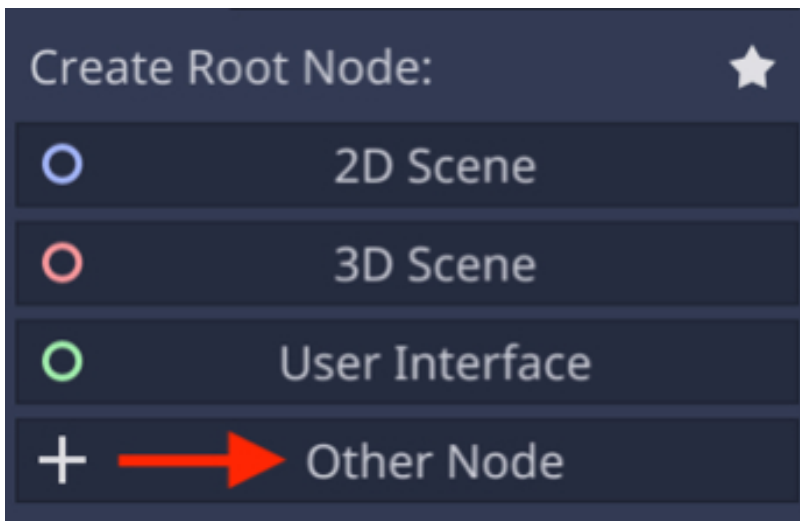 Create Root Node:
2D Scene
3D Scene
User Interface
Other Node